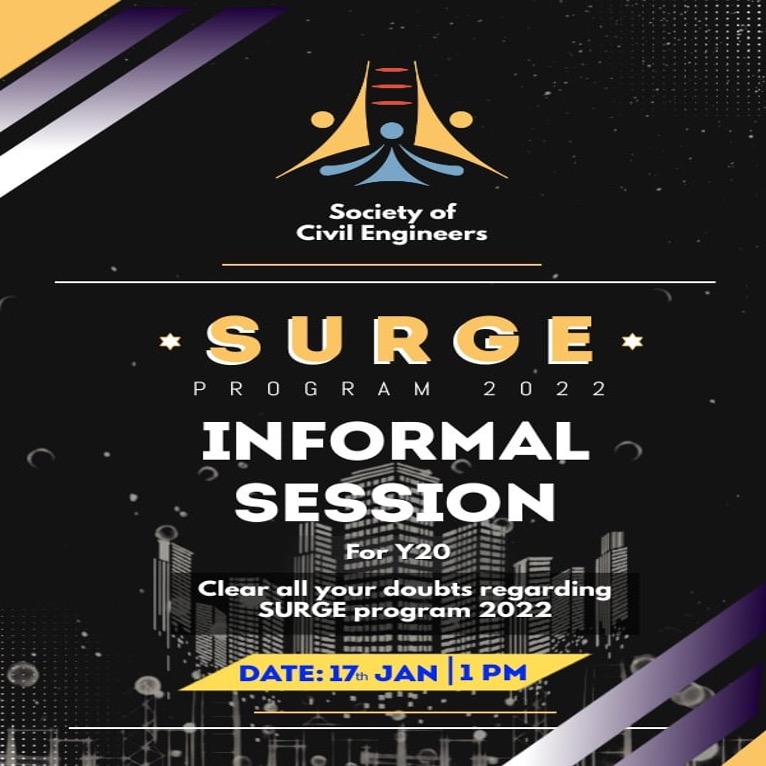 Society of
Civil Engineers
SURGE
PROGRAM 2022
INFORMAL
SESSION
For Y20
Clear all your doubts regarding
SURGE program 2022
DATE: 17th JAN | 1 PM